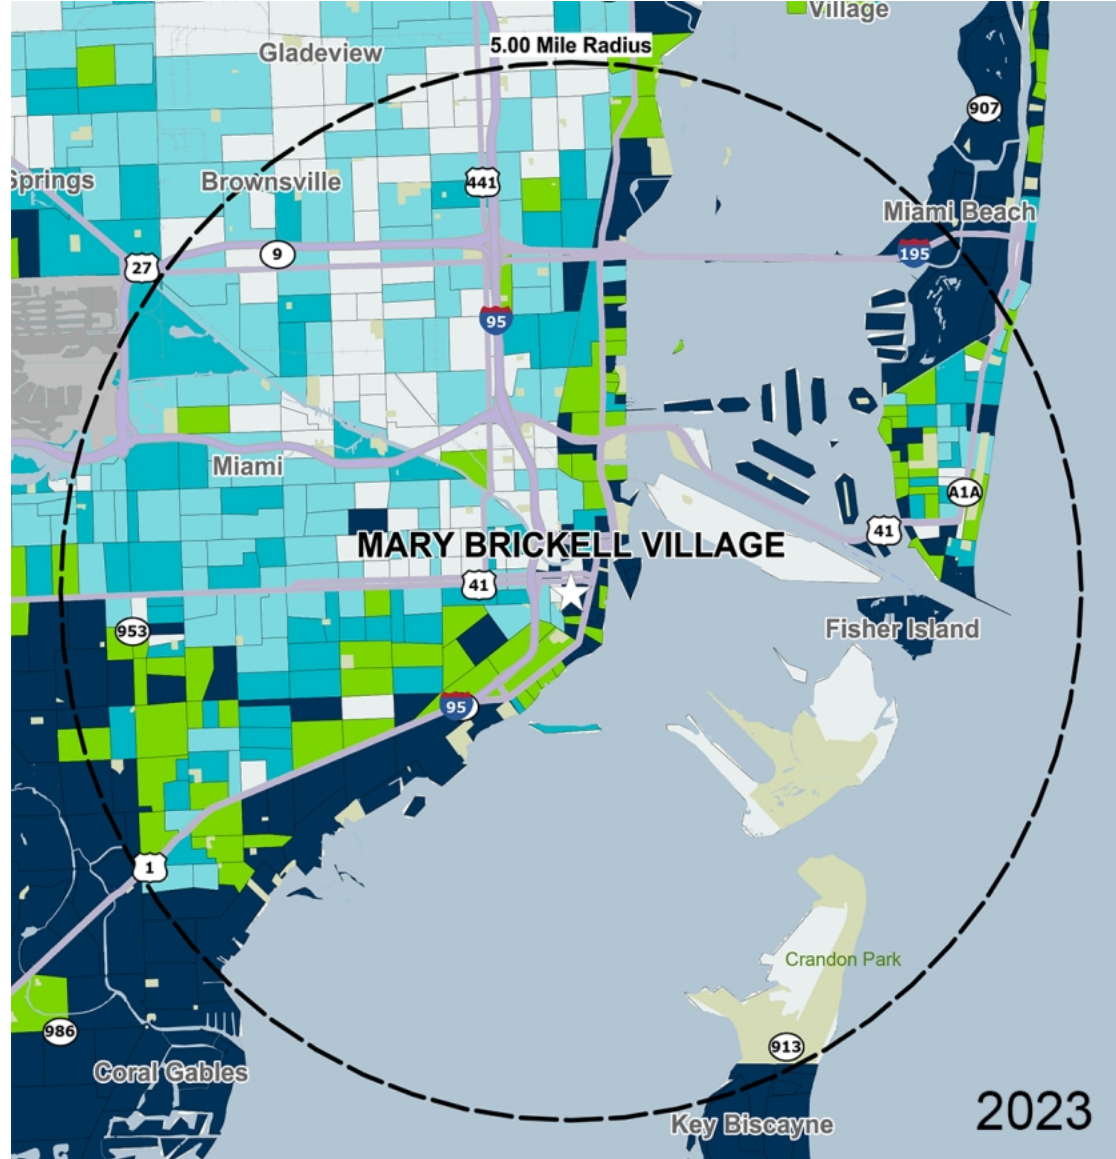 Village
Gladeview
5.00 Mile Radius
907
Springs
Brownsville
441
Miami Beach
9
195
27
95
Miami
A1A
41
MARY BRICKELL VILLAGE
41
953
Fisher Island
95
1
Crandon Park
986
913
Coral Gables
Key Biscayne
2023